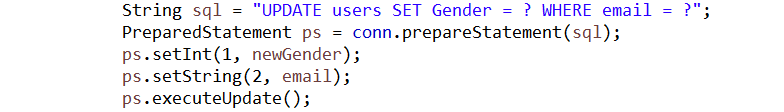 String sql = "UPDATE users SET Gender = ? WHERE email = ?";
PreparedStatement ps = conn.prepareStatement(sql);
ps.setInt(1, newGender);
ps.setString(2, email);
ps.executeUpdate();